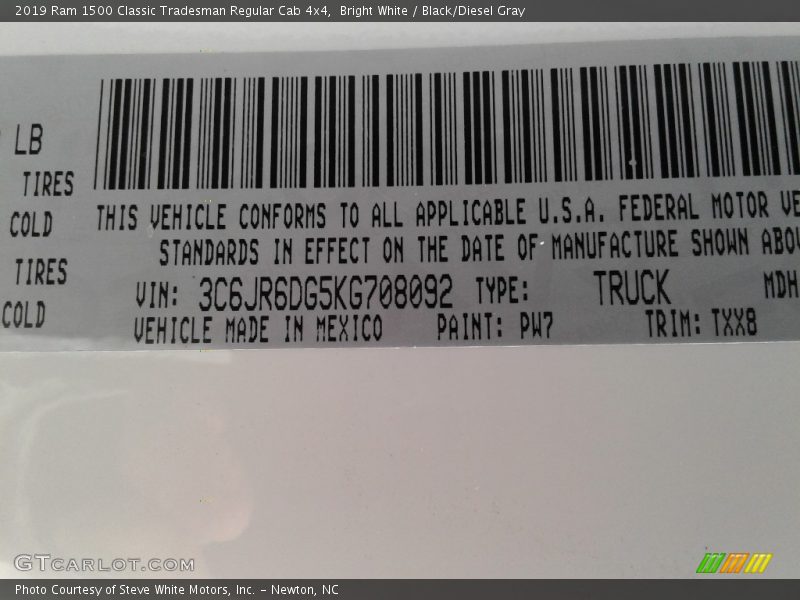 2019 Ram 1500 Classic Tradesman Regular Cab 4x4, Bright White / Black/Diesel Gray
LB
TIRES
COLD
TIRES
COLD
THIS VEHICLE CONFORMS TO ALL APPLICABLE U.S.A. FEDERAL MOTOR VE
STANDARDS IN EFFECT ON THE DATE OF MANUFACTURE SHOWN ABOV
VIN: 3C6JR6DG5KG708092 TYPE: TRUCK MDH
VEHICLE MADE IN MEXICO PAINT: PW7 TRIM: TXX8
GTCARLOT.COM
Photo Courtesy of Steve White Motors, Inc. – Newton, NC